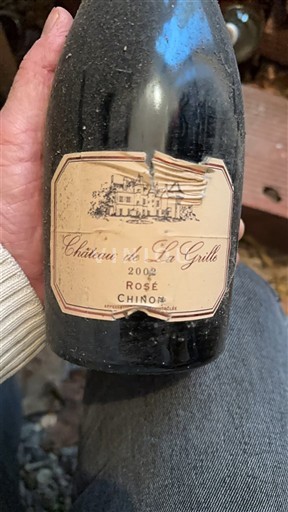 Château de La Grille
2002
ROSÉ
CHINON